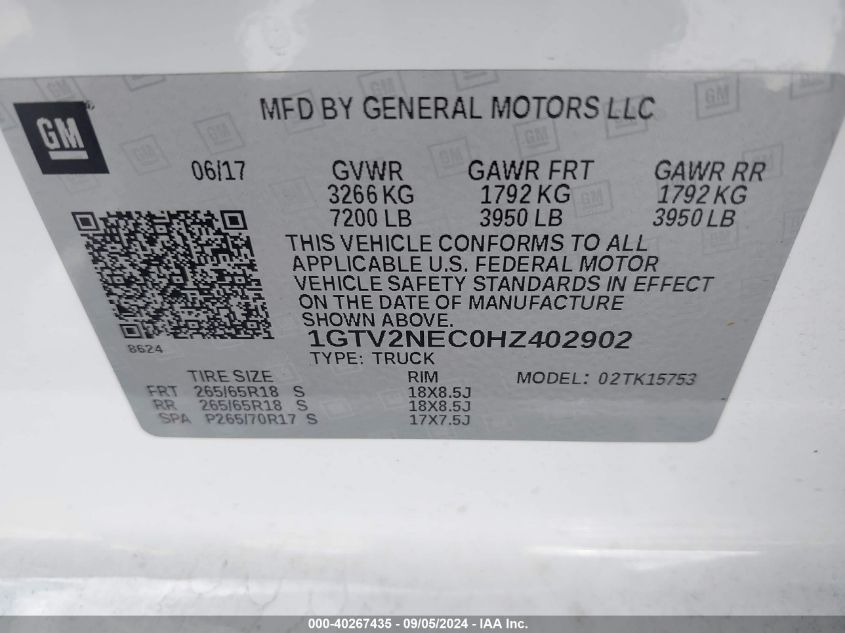 GM
MFD BY GENERAL MOTORS LLC
06/17 GVWR GAWR FRT GAWR RR
3266 KG 1792 KG 1792 KG
7200 LB 3950 LB 3950 LB
THIS VEHICLE CONFORMS TO ALL
APPLICABLE U.S. FEDERAL MOTOR
VEHICLE SAFETY STANDARDS IN EFFECT
ON THE DATE OF MANUFACTURE
SHOWN ABOVE.
8624
1GTV2NEC0HZ402902
TYPE: TRUCK
TIRE SIZE RIM MODEL: 02TK15753
FRT 265/65R18 S 18X8.5J
RR 265/65R18 S 18X8.5J
SPA P265/70R17 S 17X7.5J
000-40267435 - 09/05/2024 - IAA Inc.